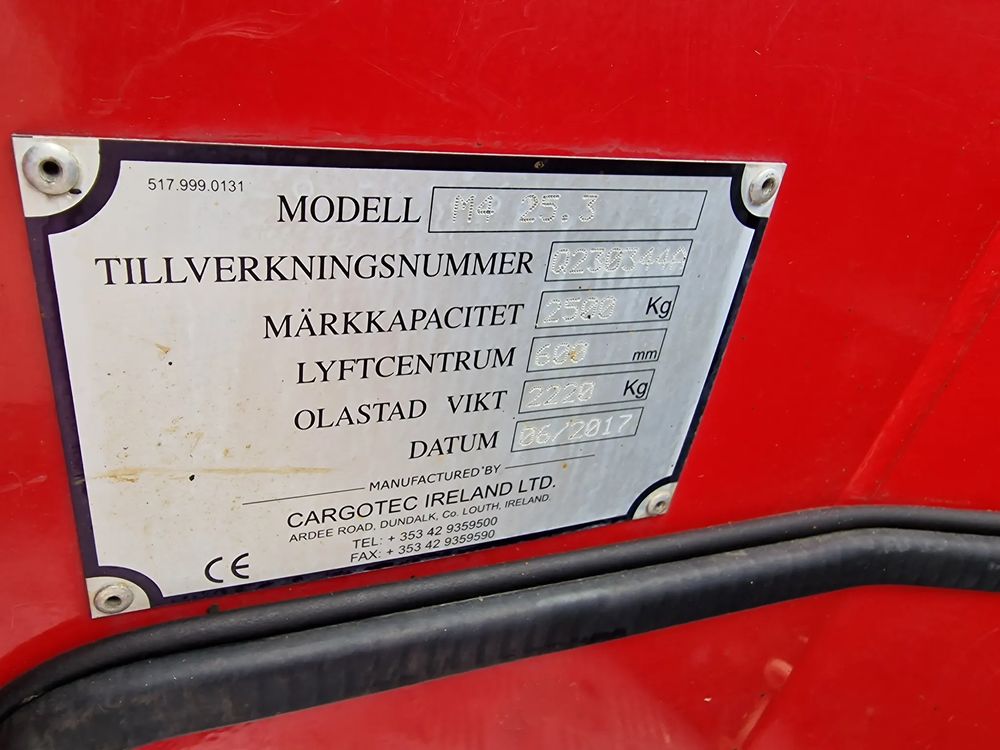 517.999.0131
MODELL M4 25.3
TILLVERKNINGSNUMMER Q230344A
MÄRKKAPACITET 2500 Kg
LYFTCENTRUM 600 mm
OLASTAD VIKT 2220 Kg
DATUM 06/2017
MANUFACTURED BY
CARGOTEC IRELAND LTD.
ARDEE ROAD, DUNDALK, Co. LOUTH, IRELAND.
TEL: + 353 42 9359500
FAX: + 353 42 9359590
CE